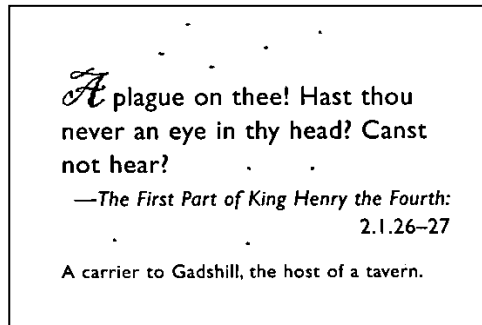 A plague on thee! Hast thou
never an eye in thy head? Canst
not hear?
—The First Part of King Henry the Fourth:
2.1.26–27
A carrier to Gadshill, the host of a tavern.